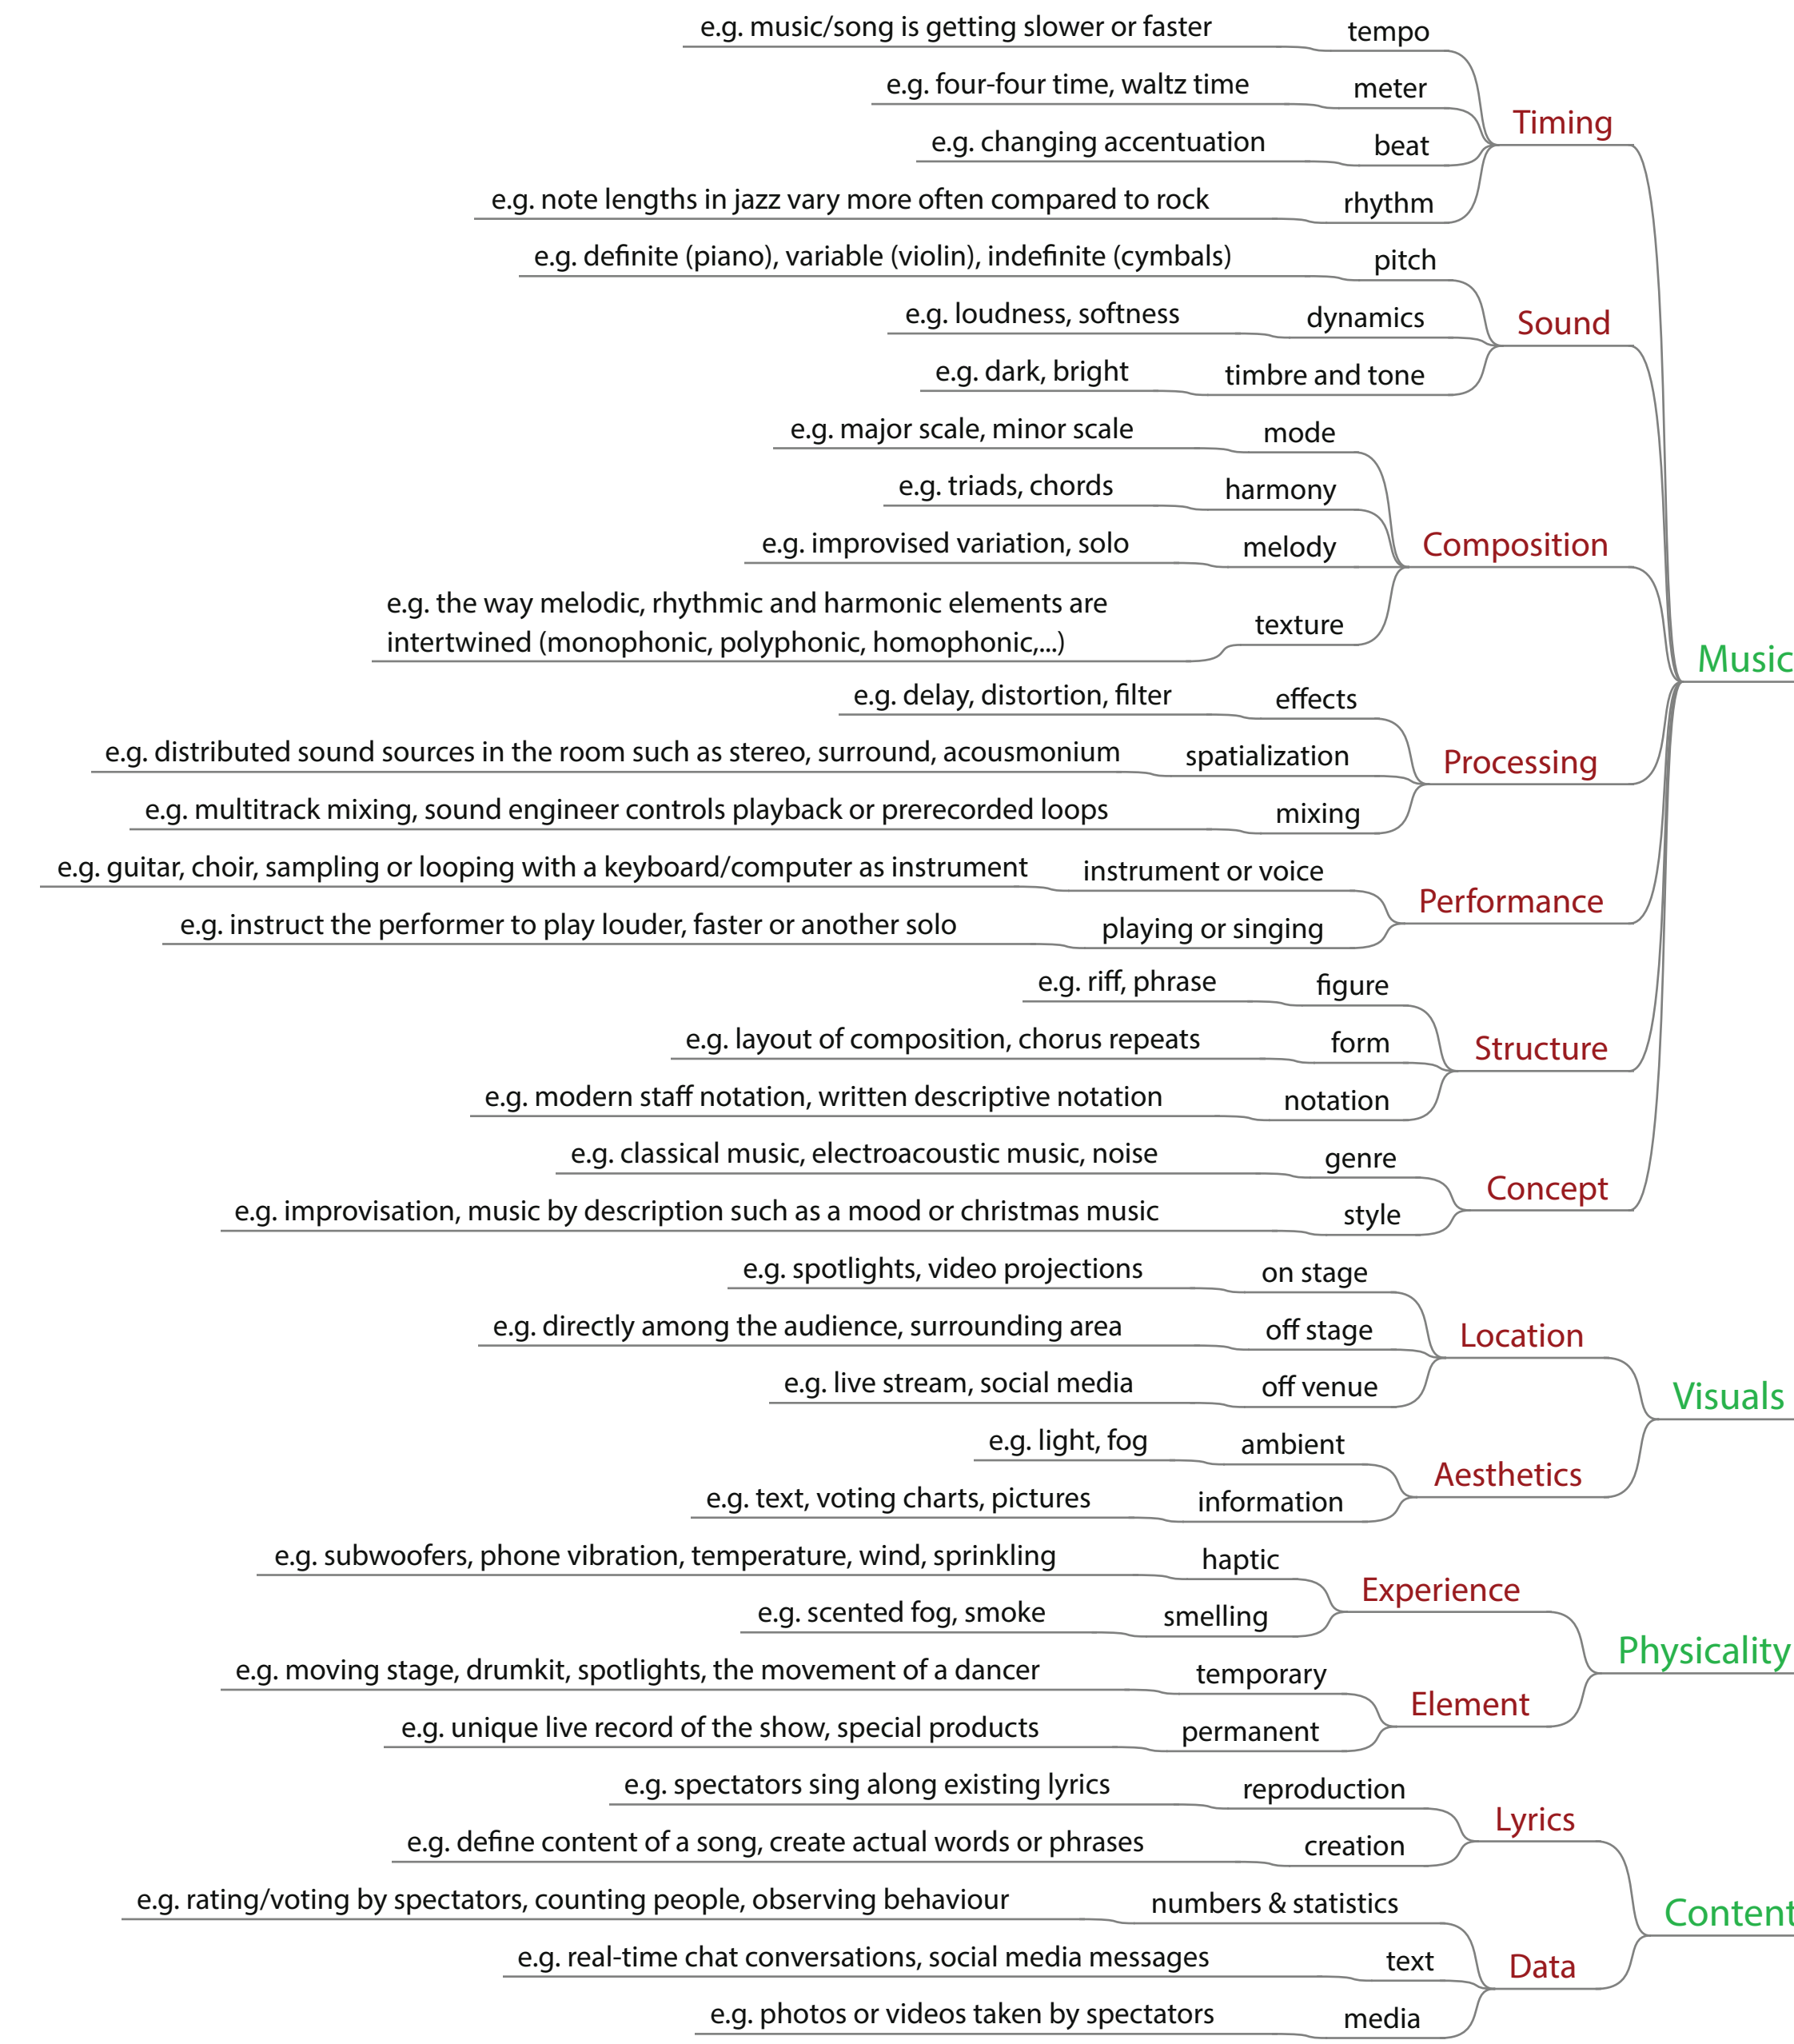 e.g. music/song is getting slower or faster
tempo
e.g. four-four time, waltz time
meter
Timing
e.g. changing accentuation
beat
e.g. note lengths in jazz vary more often compared to rock
rhythm
e.g. definite (piano), variable (violin), indefinite (cymbals)
pitch
e.g. loudness, softness
dynamics
Sound
e.g. dark, bright
timbre and tone
e.g. major scale, minor scale
mode
e.g. triads, chords
harmony
e.g. improvised variation, solo
melody
Composition
e.g. the way melodic, rhythmic and harmonic elements are
intertwined (monophonic, polyphonic, homophonic,...)
texture
Music
e.g. delay, distortion, filter
effects
e.g. distributed sound sources in the room such as stereo, surround, acousmonium
spatialization
Processing
e.g. multitrack mixing, sound engineer controls playback or prerecorded loops
mixing
e.g. guitar, choir, sampling or looping with a keyboard/computer as instrument
instrument or voice
Performance
e.g. instruct the performer to play louder, faster or another solo
playing or singing
e.g. riff, phrase
figure
e.g. layout of composition, chorus repeats
form
Structure
e.g. modern staff notation, written descriptive notation
notation
e.g. classical music, electroacoustic music, noise
genre
Concept
e.g. improvisation, music by description such as a mood or christmas music
style
e.g. spotlights, video projections
on stage
e.g. directly among the audience, surrounding area
off stage
Location
e.g. live stream, social media
off venue
Visuals
e.g. light, fog
ambient
Aesthetics
e.g. text, voting charts, pictures
information
e.g. subwoofers, phone vibration, temperature, wind, sprinkling
haptic
Experience
e.g. scented fog, smoke
smelling
Physicality
e.g. moving stage, drumkit, spotlights, the movement of a dancer
temporary
Element
e.g. unique live record of the show, special products
permanent
e.g. spectators sing along existing lyrics
reproduction
Lyrics
e.g. define content of a song, create actual words or phrases
creation
e.g. rating/voting by spectators, counting people, observing behaviour
numbers & statistics
Content
e.g. real-time chat conversations, social media messages
text
Data
e.g. photos or videos taken by spectators
media